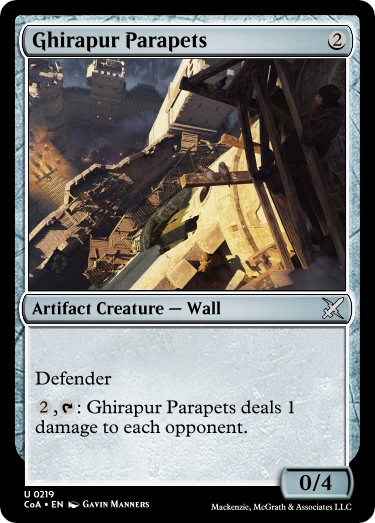 Ghirapur Parapets 2
Artifact Creature — Wall
Defender
2, : Ghirapur Parapets deals 1
damage to each opponent.
0/4
U 0219
CoA • EN Gavin Manners
Mackenzie, McGrath & Associates LLC